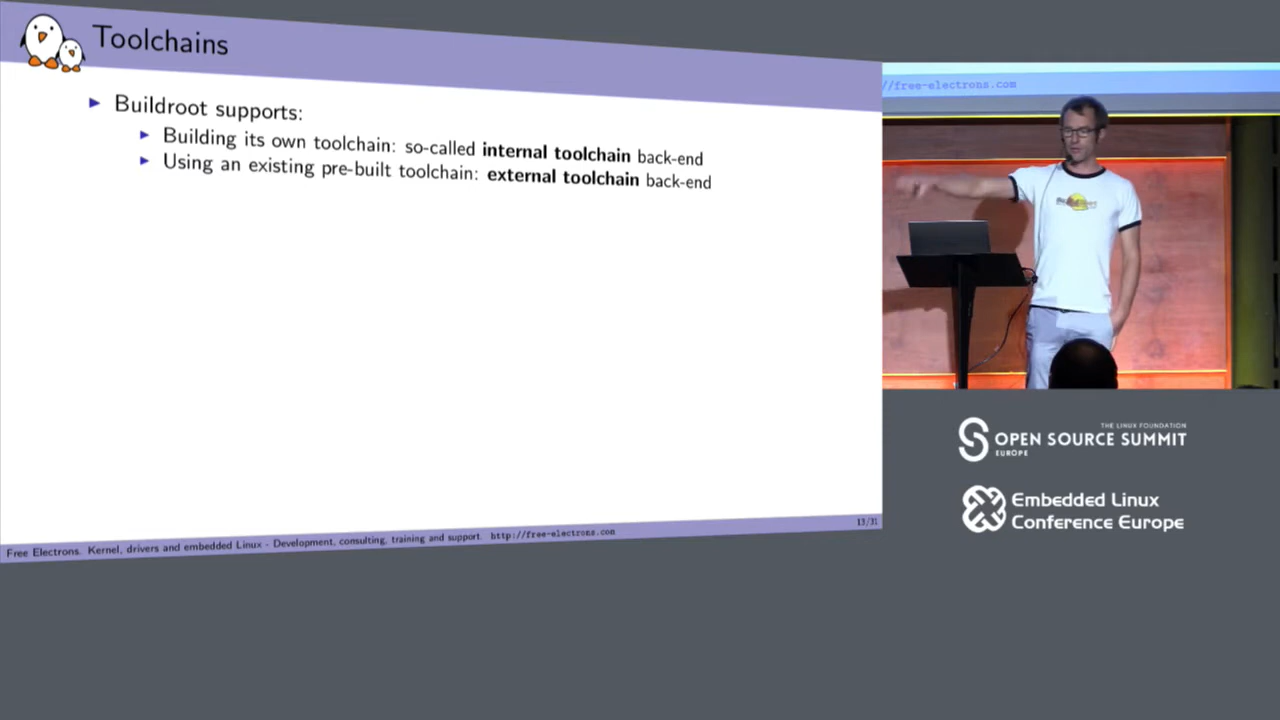 Toolchains
Buildroot supports:
Building its own toolchain: so-called internal toolchain back-end
Using an existing pre-built toolchain: external toolchain back-end
13/31
Free Electrons. Kernel, drivers and embedded Linux - Development, consulting, training and support. http://free-electrons.com
//free-electrons.com
THE LINUX FOUNDATION
OPEN SOURCE SUMMIT
EUROPE
Embedded Linux
Conference Europe